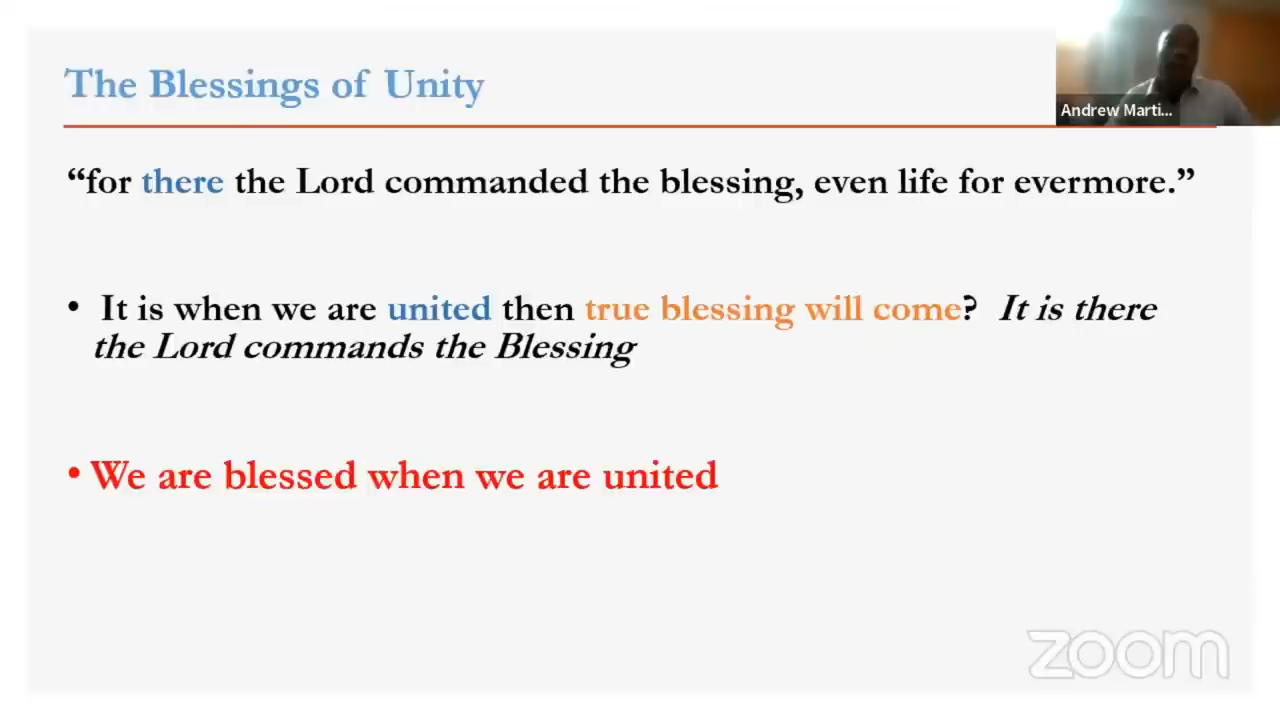 The Blessings of Unity
Andrew Marti...
“for there the Lord commanded the blessing, even life for evermore.”
• It is when we are united then true blessing will come? It is there
the Lord commands the Blessing
• We are blessed when we are united
zoom